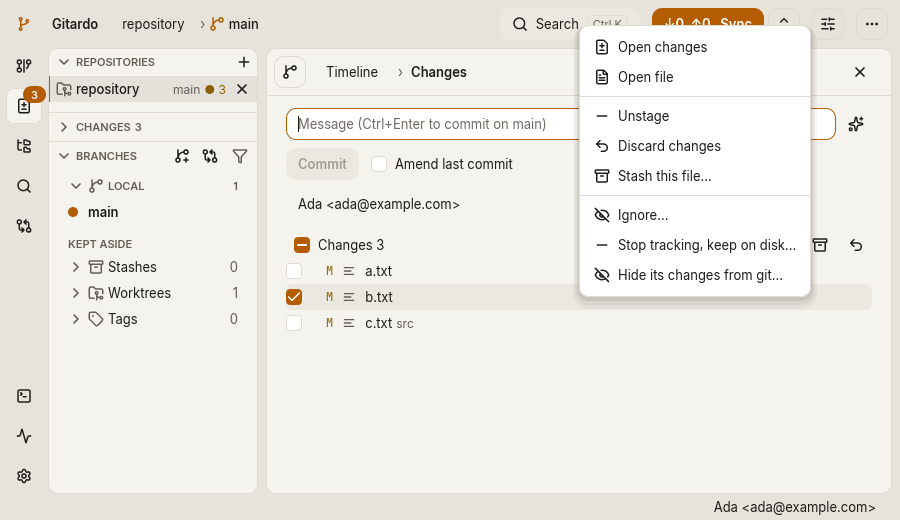 Gitardo
repository › main
Search
Ctrl+K
Sync
REPOSITORIES
repository main 3
3
CHANGES 3
BRANCHES
LOCAL 1
main
KEPT ASIDE
Stashes 0
Worktrees 1
Tags 0
Timeline › Changes
Message (Ctrl+Enter to commit on main)
Commit
Amend last commit
Ada <ada@example.com>
Changes 3
M a.txt
M b.txt
M c.txt src
Open changes
Open file
Unstage
Discard changes
Stash this file...
Ignore...
Stop tracking, keep on disk...
Hide its changes from git...
Ada <ada@example.com>